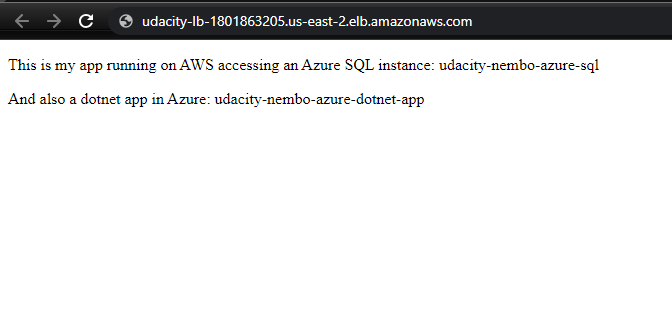 udacity-lb-1801863205.us-east-2.elb.amazonaws.com
This is my app running on AWS accessing an Azure SQL instance: udacity-nembo-azure-sql
And also a dotnet app in Azure: udacity-nembo-azure-dotnet-app